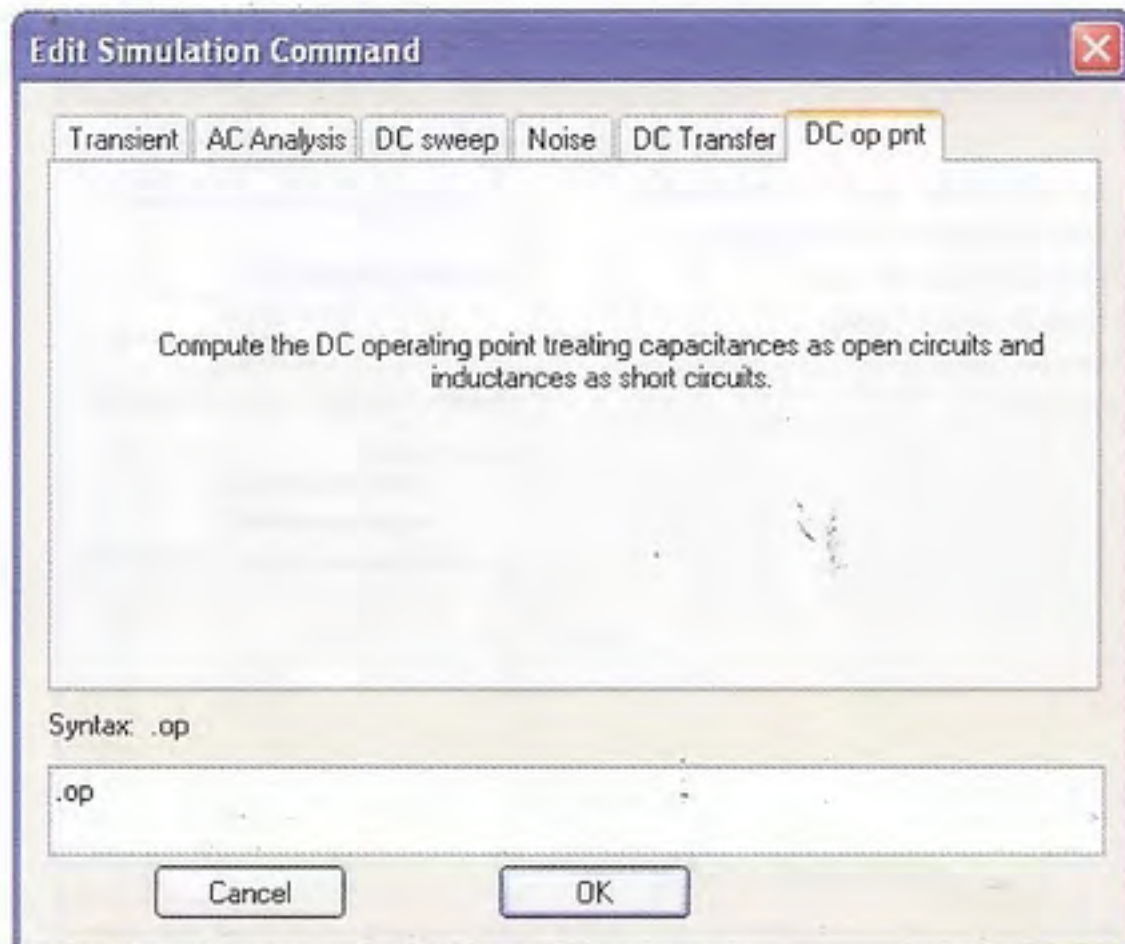 Edit Simulation Command
Transient AC Analysis DC sweep Noise DC Transfer DC op pnt
Compute the DC operating point treating capacitances as open circuits and
inductances as short circuits.
Syntax: .op
.op
Cancel OK